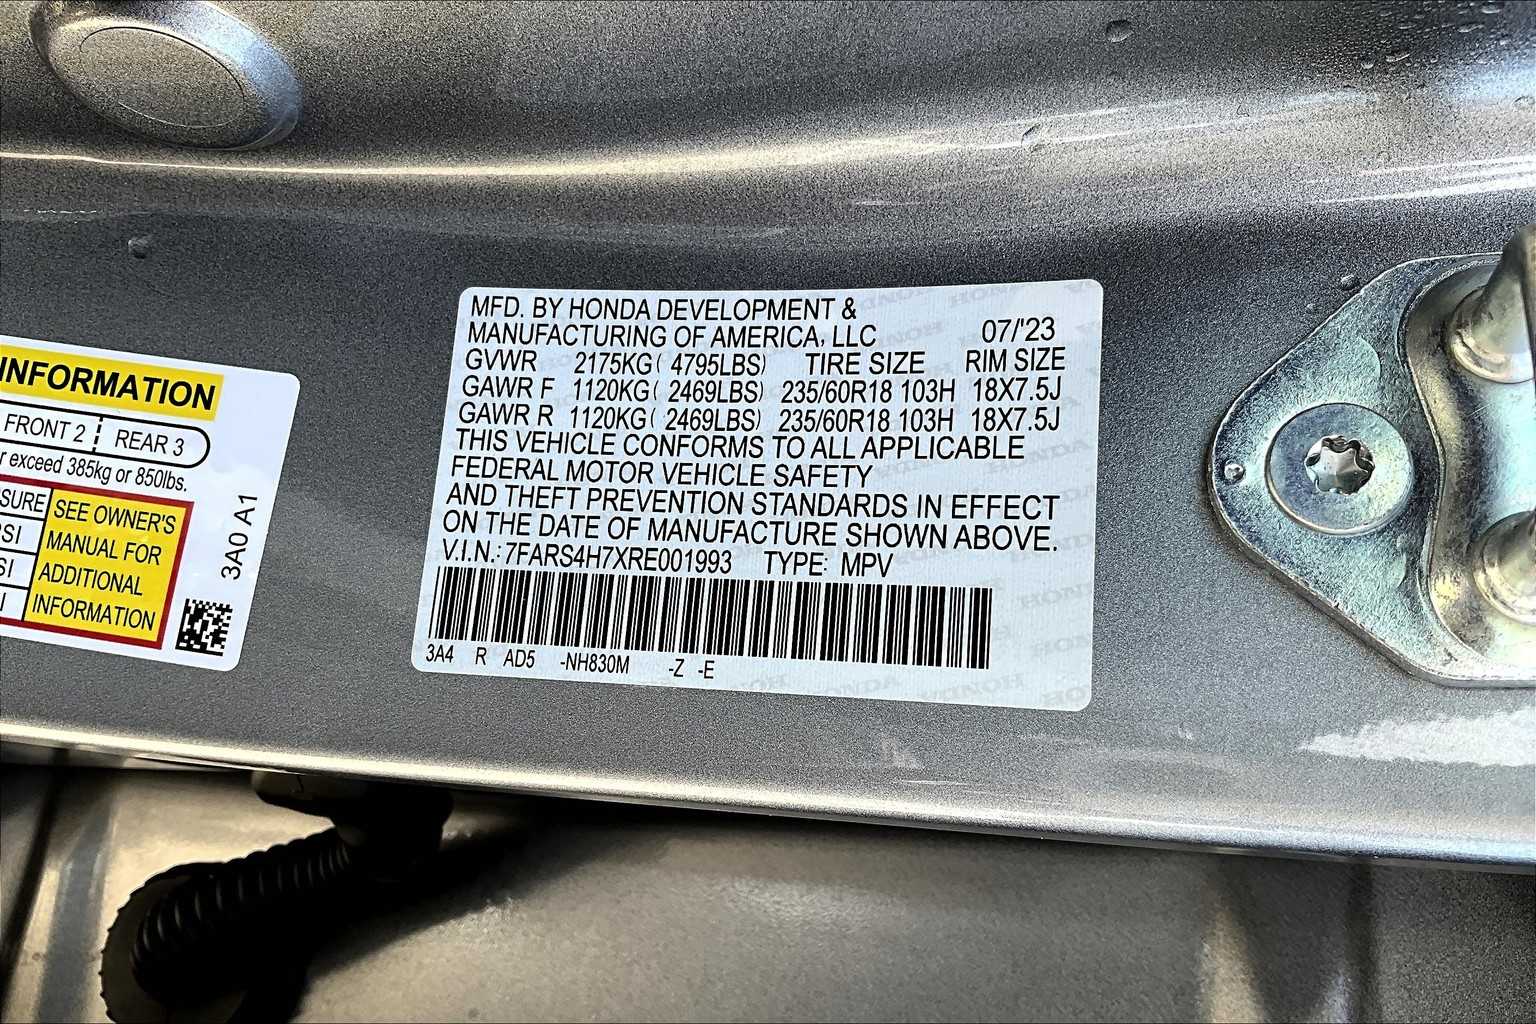 INFORMATION
FRONT 2 REAR 3
r exceed 385kg or 850lbs.
SURE
PSI
SI
I
SEE OWNER'S
MANUAL FOR
ADDITIONAL
INFORMATION
3A0 A1
MFD. BY HONDA DEVELOPMENT &
MANUFACTURING OF AMERICA, LLC 07/'23
GVWR 2175KG( 4795LBS) TIRE SIZE RIM SIZE
GAWR F 1120KG( 2469LBS) 235/60R18 103H 18X7.5J
GAWR R 1120KG( 2469LBS) 235/60R18 103H 18X7.5J
THIS VEHICLE CONFORMS TO ALL APPLICABLE
FEDERAL MOTOR VEHICLE SAFETY
AND THEFT PREVENTION STANDARDS IN EFFECT
ON THE DATE OF MANUFACTURE SHOWN ABOVE.
V.I.N.: 7FARS4H7XRE001993 TYPE: MPV
3A4 R AD5 -NH830M -Z -E